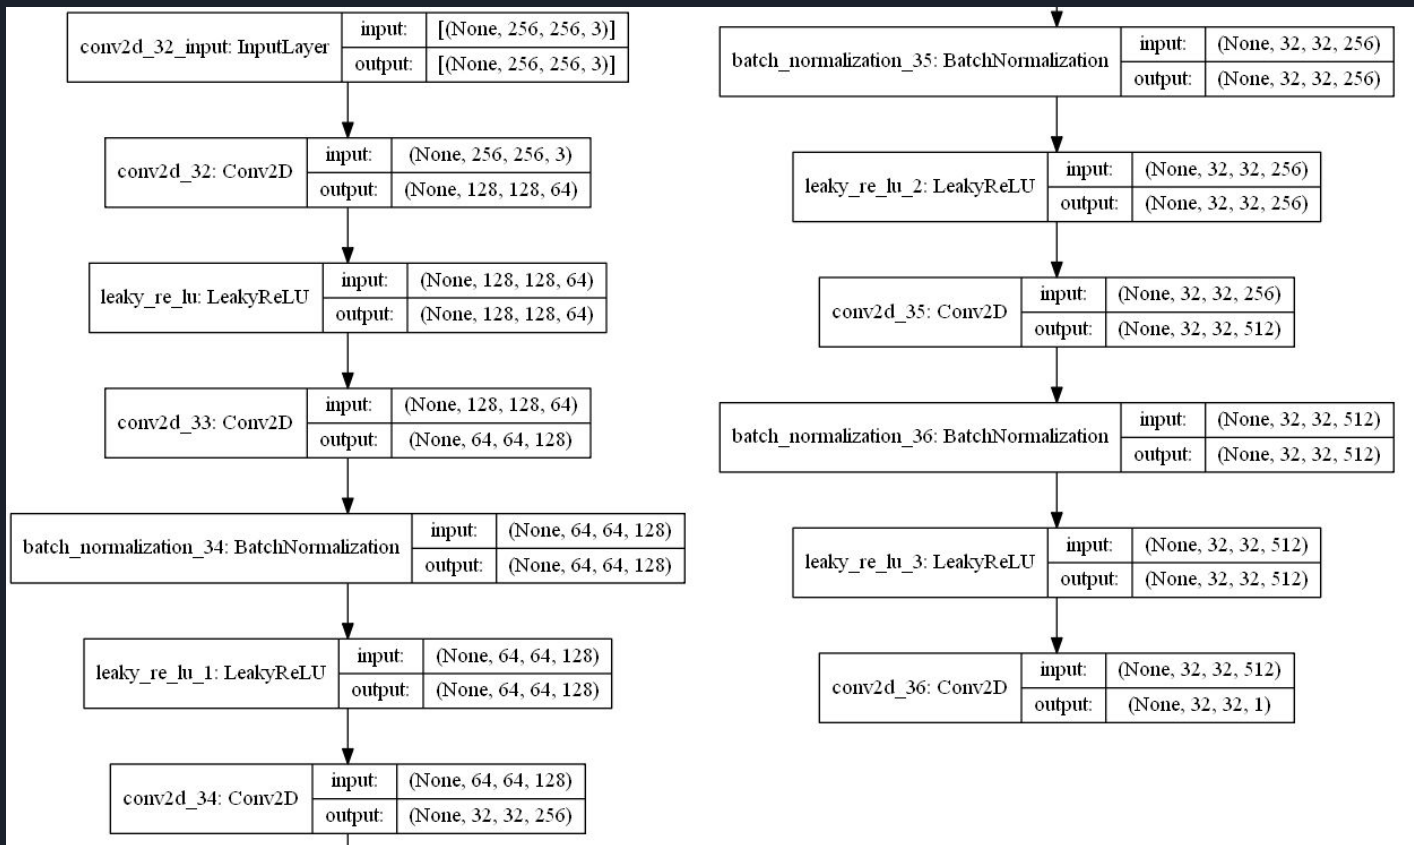 conv2d_32_input: InputLayer
input: [(None, 256, 256, 3)]
output: [(None, 256, 256, 3)]
conv2d_32: Conv2D
input: (None, 256, 256, 3)
output: (None, 128, 128, 64)
leaky_re_lu: LeakyReLU
input: (None, 128, 128, 64)
output: (None, 128, 128, 64)
conv2d_33: Conv2D
input: (None, 128, 128, 64)
output: (None, 64, 64, 128)
batch_normalization_34: BatchNormalization
input: (None, 64, 64, 128)
output: (None, 64, 64, 128)
leaky_re_lu_1: LeakyReLU
input: (None, 64, 64, 128)
output: (None, 64, 64, 128)
conv2d_34: Conv2D
input: (None, 64, 64, 128)
output: (None, 32, 32, 256)
batch_normalization_35: BatchNormalization
input: (None, 32, 32, 256)
output: (None, 32, 32, 256)
leaky_re_lu_2: LeakyReLU
input: (None, 32, 32, 256)
output: (None, 32, 32, 256)
conv2d_35: Conv2D
input: (None, 32, 32, 256)
output: (None, 32, 32, 512)
batch_normalization_36: BatchNormalization
input: (None, 32, 32, 512)
output: (None, 32, 32, 512)
leaky_re_lu_3: LeakyReLU
input: (None, 32, 32, 512)
output: (None, 32, 32, 512)
conv2d_36: Conv2D
input: (None, 32, 32, 512)
output: (None, 32, 32, 1)